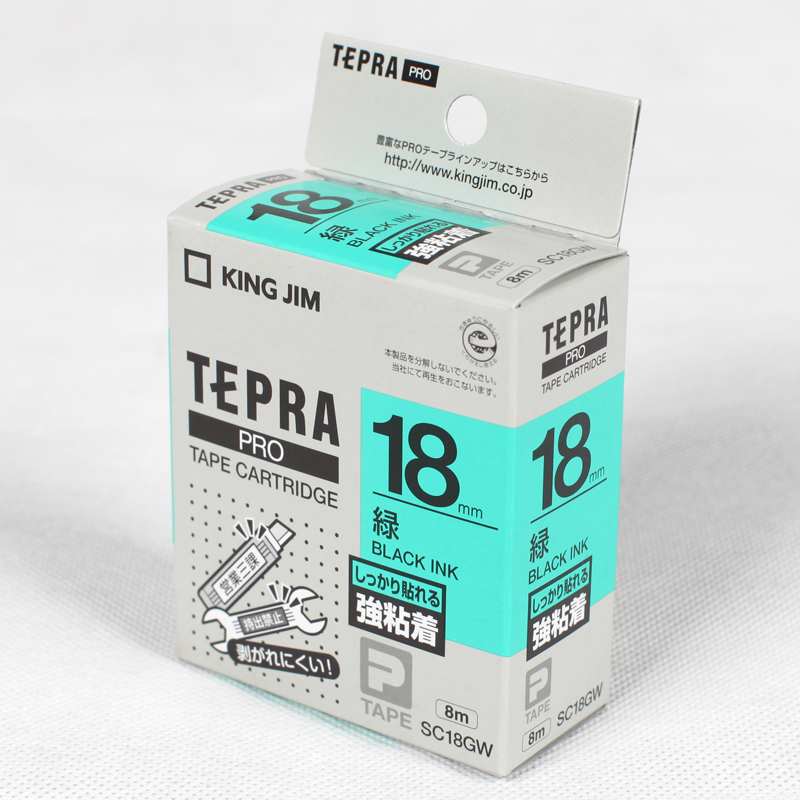 TEPRA PRO
豊富なPROテープラインアップはこちらから
http://www.kingjim.co.jp
TEPRA PRO
18
緑
BLACK INK
しっかり貼れる
強粘着
P
TAPE
8m
SC18GW
KING JIM
本製品を分解しないでください。
当社にて再生をおこないます。
TEPRA
PRO
TAPE CARTRIDGE
18mm
緑
BLACK INK
しっかり貼れる
強粘着
営業三課
持出禁止
剥がれにくい!
P
TAPE
8m
SC18GW
TEPRA
PRO
TAPE CARTRIDGE
18mm
緑
BLACK INK
しっかり貼れる
強粘着
P
TAPE
8m
SC18GW